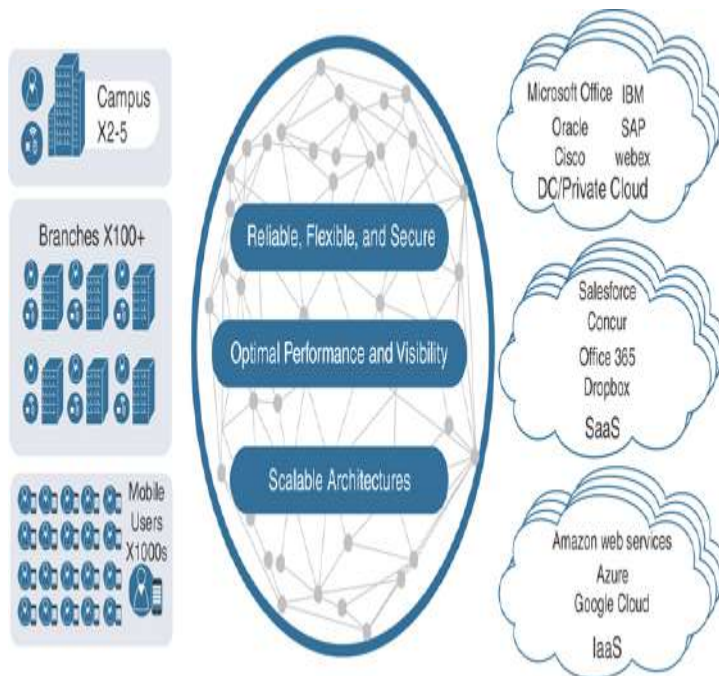 Campus
X2-5
Branches X100+
Mobile
Users
X1000s
Reliable, Flexible, and Secure
Optimal Performance and Visibility
Scalable Architectures
Microsoft Office IBM
Oracle SAP
Cisco webex
DC/Private Cloud
Salesforce
Concur
Office 365
Dropbox
SaaS
Amazon web services
Azure
Google Cloud
IaaS